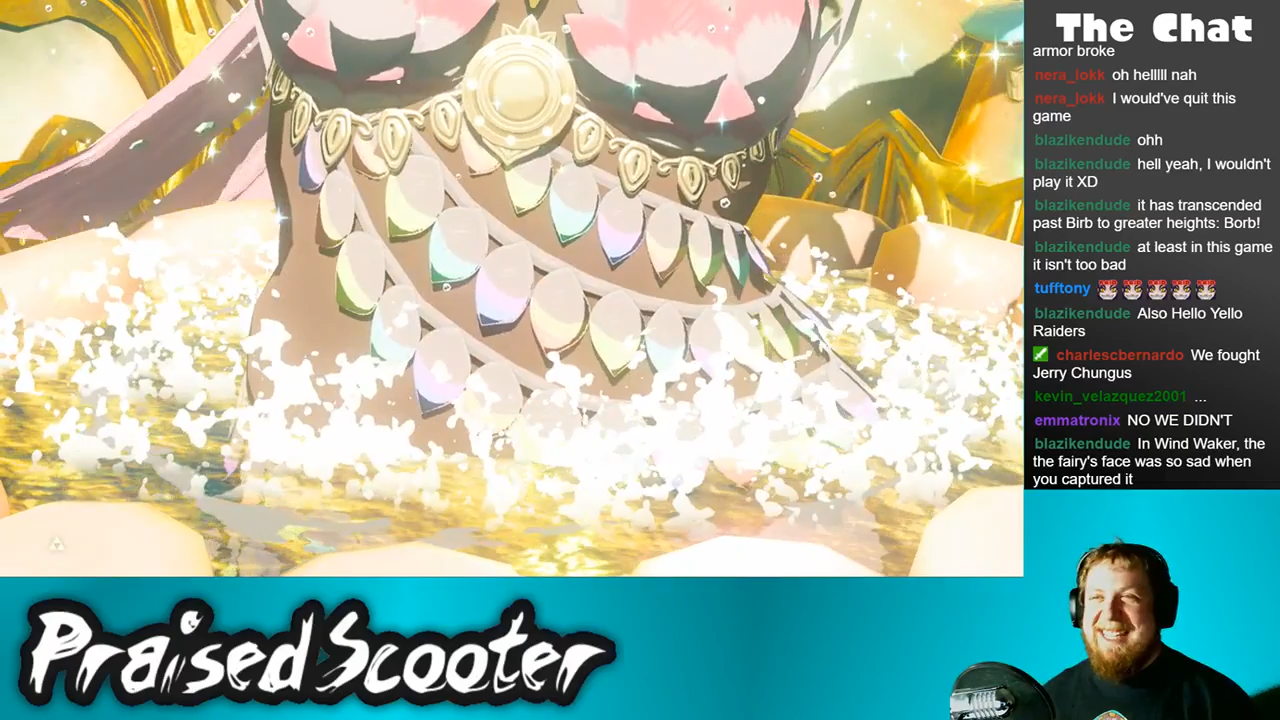 The Chat
armor broke
nera_lokk oh helllll nah
nera_lokk I would've quit this
game
blazikendude ohh
blazikendude hell yeah, I wouldn't
play it XD
blazikendude it has transcended
past Birb to greater heights: Borb!
blazikendude at least in this game
it isn't too bad
tufftony
blazikendude Also Hello Yello
Raiders
charlescbernardo We fought
Jerry Chungus
kevin_velazquez2001 ...
emmatronix NO WE DIDN'T
blazikendude In Wind Waker, the
the fairy's face was so sad when
you captured it
Praised Scooter